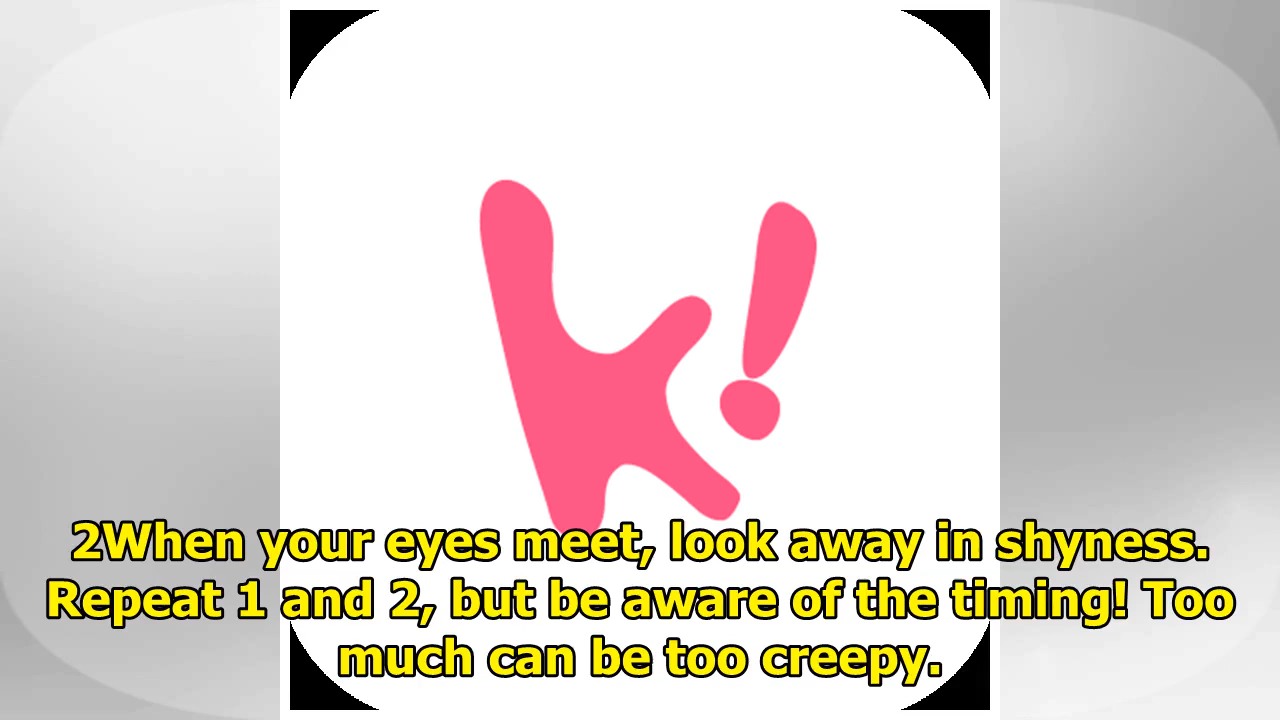 k!
2When your eyes meet, look away in shyness.
Repeat 1 and 2, but be aware of the timing! Too
much can be too creepy.